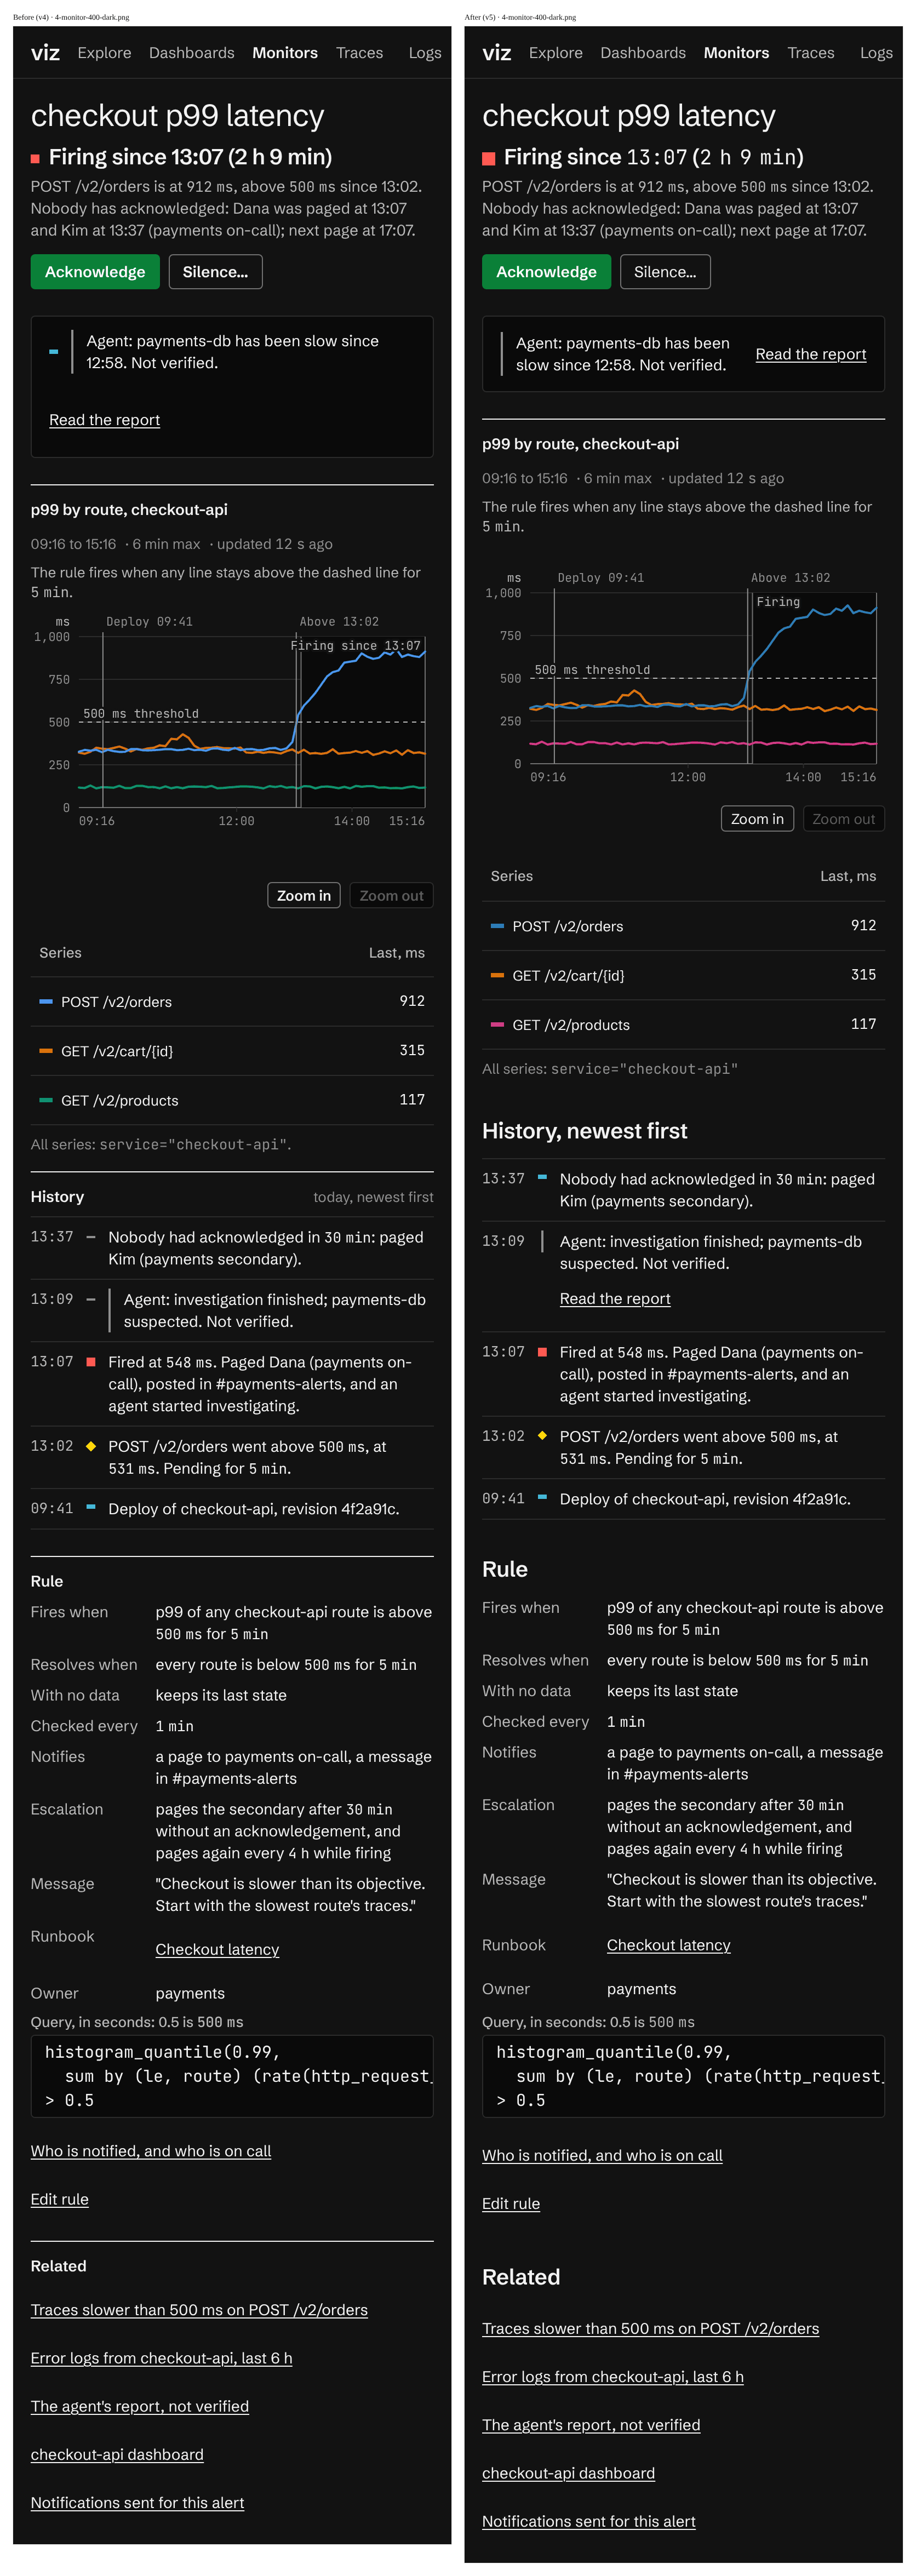 Before (v4) · 4-monitor-400-dark.png
viz Explore Dashboards Monitors Traces Logs
checkout p99 latency
Firing since 13:07 (2 h 9 min)
POST /v2/orders is at 912 ms, above 500 ms since 13:02.
Nobody has acknowledged: Dana was paged at 13:07
and Kim at 13:37 (payments on-call); next page at 17:07.
Acknowledge Silence...
Agent: payments-db has been slow since
12:58. Not verified.
Read the report
p99 by route, checkout-api
09:16 to 15:16 · 6 min max · updated 12 s ago
The rule fires when any line stays above the dashed line for
5 min.
ms Deploy 09:41 Above 13:02
1,000
Firing since 13:07
750
500 ms threshold
500
250
0
09:16 12:00 14:00 15:16
Zoom in Zoom out
Series Last, ms
POST /v2/orders 912
GET /v2/cart/{id} 315
GET /v2/products 117
All series: service="checkout-api".
History today, newest first
13:37 Nobody had acknowledged in 30 min: paged
Kim (payments secondary).
13:09 Agent: investigation finished; payments-db
suspected. Not verified.
13:07 Fired at 548 ms. Paged Dana (payments on-
call), posted in #payments-alerts, and an
agent started investigating.
13:02 POST /v2/orders went above 500 ms, at
531 ms. Pending for 5 min.
09:41 Deploy of checkout-api, revision 4f2a91c.
Rule
Fires when p99 of any checkout-api route is above
500 ms for 5 min
Resolves when every route is below 500 ms for 5 min
With no data keeps its last state
Checked every 1 min
Notifies a page to payments on-call, a message
in #payments-alerts
Escalation pages the secondary after 30 min
without an acknowledgement, and
pages again every 4 h while firing
Message "Checkout is slower than its objective.
Start with the slowest route's traces."
Runbook Checkout latency
Owner payments
Query, in seconds: 0.5 is 500 ms
histogram_quantile(0.99,
sum by (le, route) (rate(http_request_
> 0.5
Who is notified, and who is on call
Edit rule
Related
Traces slower than 500 ms on POST /v2/orders
Error logs from checkout-api, last 6 h
The agent's report, not verified
checkout-api dashboard
Notifications sent for this alert
After (v5) · 4-monitor-400-dark.png
viz Explore Dashboards Monitors Traces Logs
checkout p99 latency
Firing since 13:07 (2 h 9 min)
POST /v2/orders is at 912 ms, above 500 ms since 13:02.
Nobody has acknowledged: Dana was paged at 13:07
and Kim at 13:37 (payments on-call); next page at 17:07.
Acknowledge Silence...
Agent: payments-db has been
slow since 12:58. Not verified.
Read the report
p99 by route, checkout-api
09:16 to 15:16 · 6 min max · updated 12 s ago
The rule fires when any line stays above the dashed line for
5 min.
ms Deploy 09:41 Above 13:02
1,000
Firing
750
500 ms threshold
500
250
0
09:16 12:00 14:00 15:16
Zoom in Zoom out
Series Last, ms
POST /v2/orders 912
GET /v2/cart/{id} 315
GET /v2/products 117
All series: service="checkout-api"
History, newest first
13:37 Nobody had acknowledged in 30 min: paged
Kim (payments secondary).
13:09 Agent: investigation finished; payments-db
suspected. Not verified.
Read the report
13:07 Fired at 548 ms. Paged Dana (payments on-
call), posted in #payments-alerts, and an
agent started investigating.
13:02 POST /v2/orders went above 500 ms, at
531 ms. Pending for 5 min.
09:41 Deploy of checkout-api, revision 4f2a91c.
Rule
Fires when p99 of any checkout-api route is above
500 ms for 5 min
Resolves when every route is below 500 ms for 5 min
With no data keeps its last state
Checked every 1 min
Notifies a page to payments on-call, a message
in #payments-alerts
Escalation pages the secondary after 30 min
without an acknowledgement, and
pages again every 4 h while firing
Message "Checkout is slower than its objective.
Start with the slowest route's traces."
Runbook Checkout latency
Owner payments
Query, in seconds: 0.5 is 500 ms
histogram_quantile(0.99,
sum by (le, route) (rate(http_request_
> 0.5
Who is notified, and who is on call
Edit rule
Related
Traces slower than 500 ms on POST /v2/orders
Error logs from checkout-api, last 6 h
The agent's report, not verified
checkout-api dashboard
Notifications sent for this alert